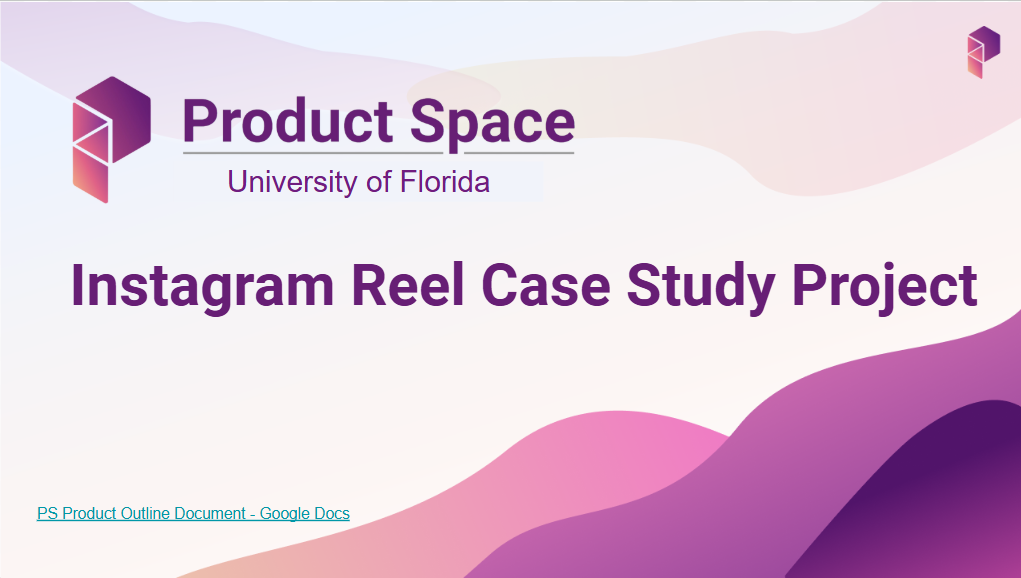 Product Space
University of Florida
Instagram Reel Case Study Project
PS Product Outline Document - Google Docs